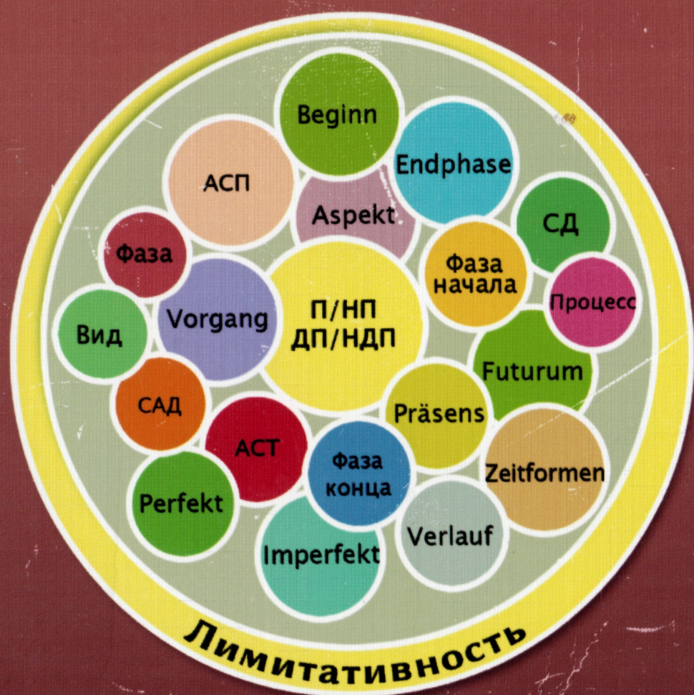 Beginn
Endphase
АСП
Aspekt
СД
Фаза
Фаза
начала
Процесс
П/НП
ДП/НДП
Vorgang
Вид
Futurum
САД
Präsens
АСТ
Фаза
конца
Zeitformen
Perfekt
Verlauf
Imperfekt
Лимитативность